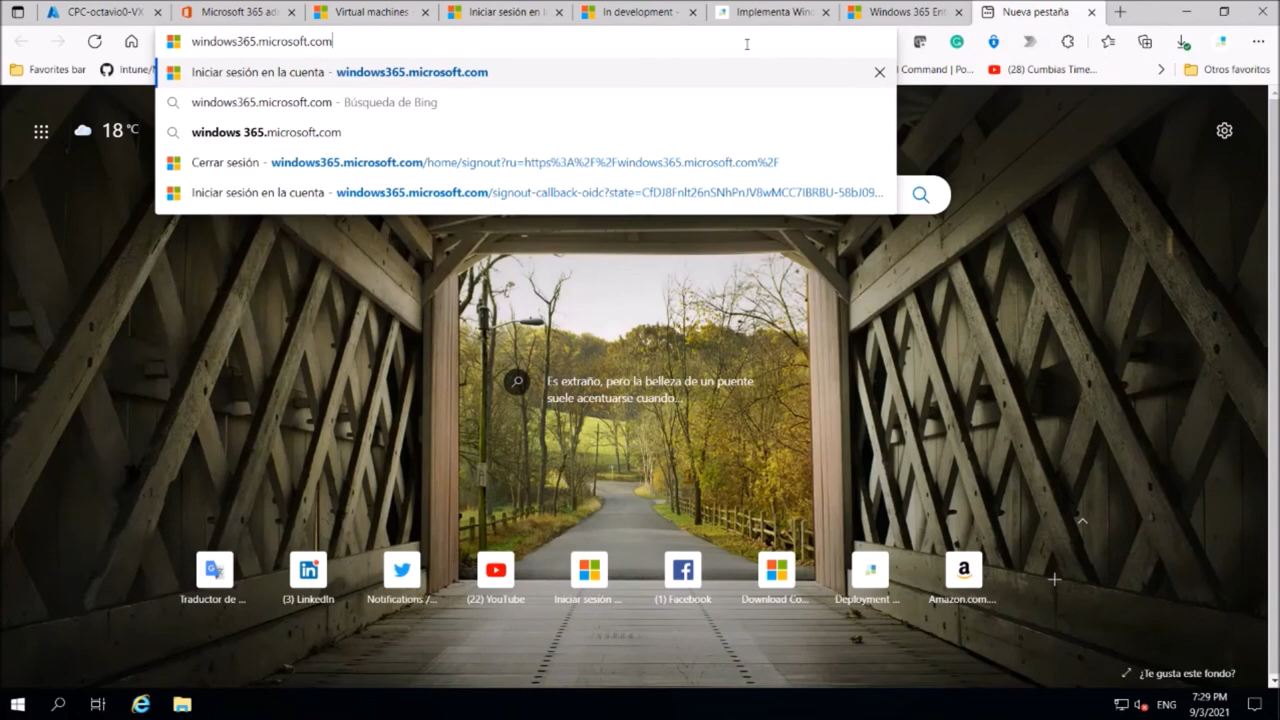 CPC-octavio0-VX
Microsoft 365 adm
Virtual machines -
Iniciar sesión en la
In development -
Implementa Wind
Windows 365 Ent
Nueva pestaña
windows365.microsoft.com
Favorites bar
Intune/
l Command | Po...
(28) Cumbias Time...
Otros favoritos
Iniciar sesión en la cuenta - windows365.microsoft.com
windows365.microsoft.com - Búsqueda de Bing
windows 365.microsoft.com
Cerrar sesión - windows365.microsoft.com/home/signout?ru=https%3A%2F%2Fwindows365.microsoft.com%2F
Iniciar sesión en la cuenta - windows365.microsoft.com/signout-callback-oidc?state=
18 °C
Es extraño, pero la belleza de un puente
suele acentuarse cuando...
Traductor de ...
(3) LinkedIn
Notifications /...
(22) YouTube
Iniciar sesión ...
(1) Facebook
Download Co...
Deployment ...
Amazon.com....
¿Te gusta este fondo?
ENG
7:29 PM
9/3/2021